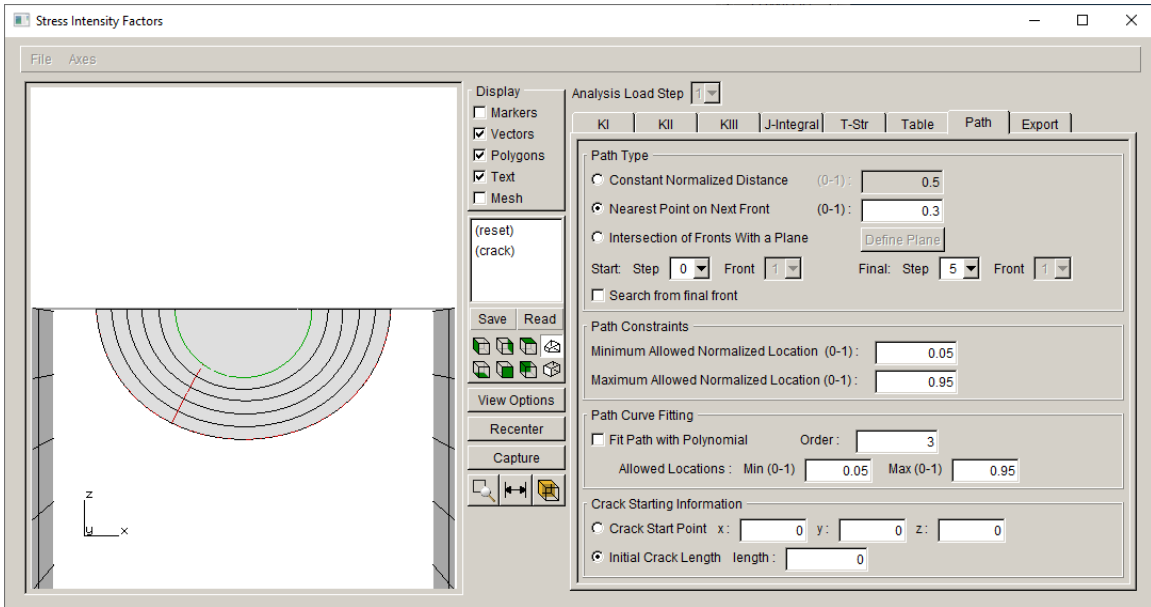 Stress Intensity Factors
File Axes
Display
Markers
Vectors
Polygons
Text
Mesh
(reset)
(crack)
Save Read
View Options
Recenter
Capture
z
y x
Analysis Load Step 1
KI KII KIII J-Integral T-Str Table Path Export
Path Type
Constant Normalized Distance (0-1) : 0.5
Nearest Point on Next Front (0-1) : 0.3
Intersection of Fronts With a Plane Define Plane
Start: Step 0 Front 1 Final: Step 5 Front 1
Search from final front
Path Constraints
Minimum Allowed Normalized Location (0-1) : 0.05
Maximum Allowed Normalized Location (0-1) : 0.95
Path Curve Fitting
Fit Path with Polynomial Order : 3
Allowed Locations : Min (0-1) 0.05 Max (0-1) 0.95
Crack Starting Information
Crack Start Point x : 0 y : 0 z : 0
Initial Crack Length length : 0